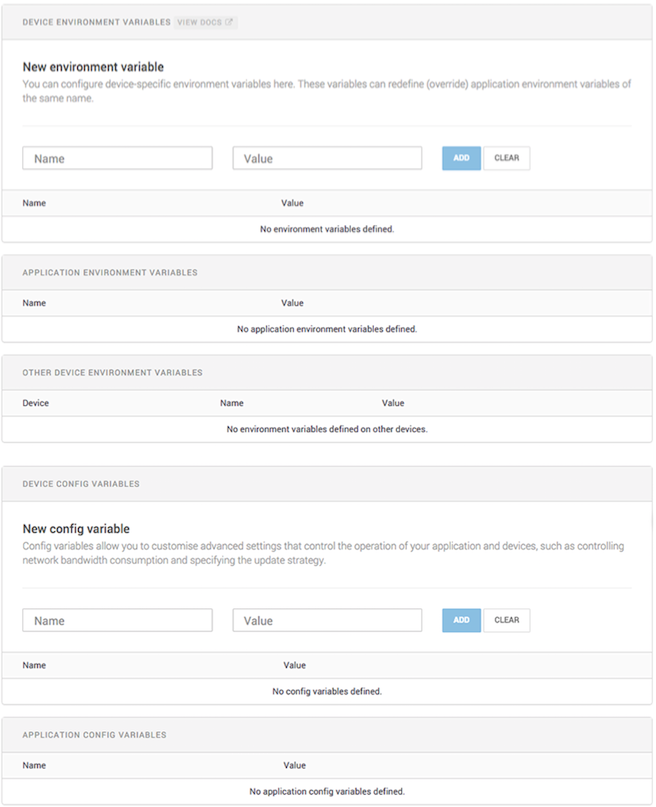 DEVICE ENVIRONMENT VARIABLES VIEW DOCS
New environment variable
You can configure device-specific environment variables here. These variables can redefine (override) application environment variables of
the same name.
Name Value ADD CLEAR
Name Value
No environment variables defined.
APPLICATION ENVIRONMENT VARIABLES
Name Value
No application environment variables defined.
OTHER DEVICE ENVIRONMENT VARIABLES
Device Name Value
No environment variables defined on other devices.
DEVICE CONFIG VARIABLES
New config variable
Config variables allow you to customise advanced settings that control the operation of your application and devices, such as controlling
network bandwidth consumption and specifying the update strategy.
Name Value ADD CLEAR
Name Value
No config variables defined.
APPLICATION CONFIG VARIABLES
Name Value
No application config variables defined.